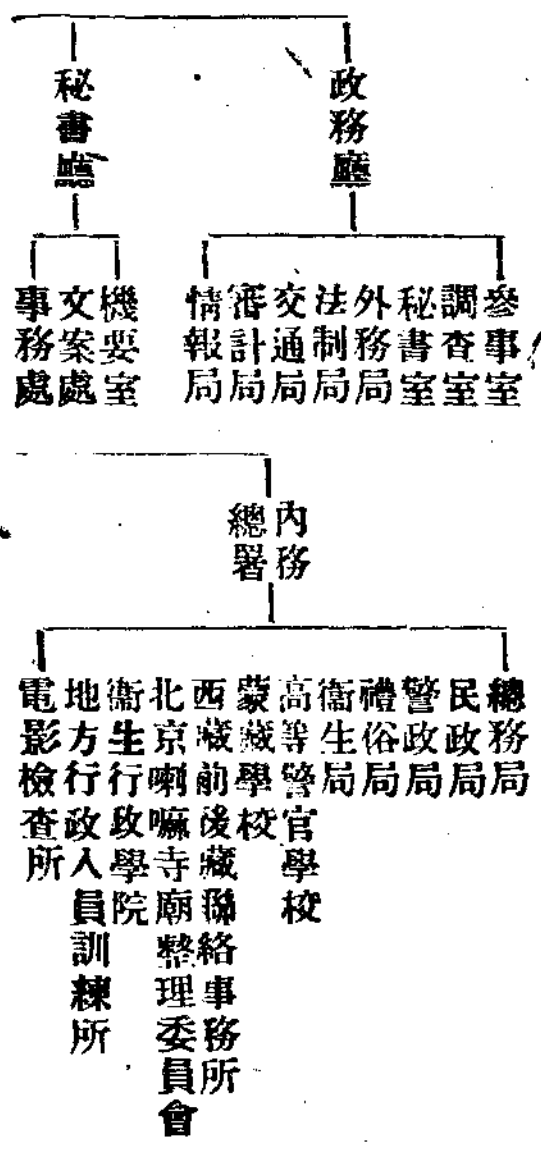 政務廳
參事室
調查室
秘書室
外務局
法制局
交通局
審計局
情報局
秘書廳
機要室
文案處
事務處
內務
總署
總務局
民政局
警政局
禮俗局
衞生局
高等警官學校
蒙藏學校
西藏前後藏聯絡事務所
北京喇嘛寺廟整理委員會
衞生行政學院
地方行政人員訓練所
電影檢查所